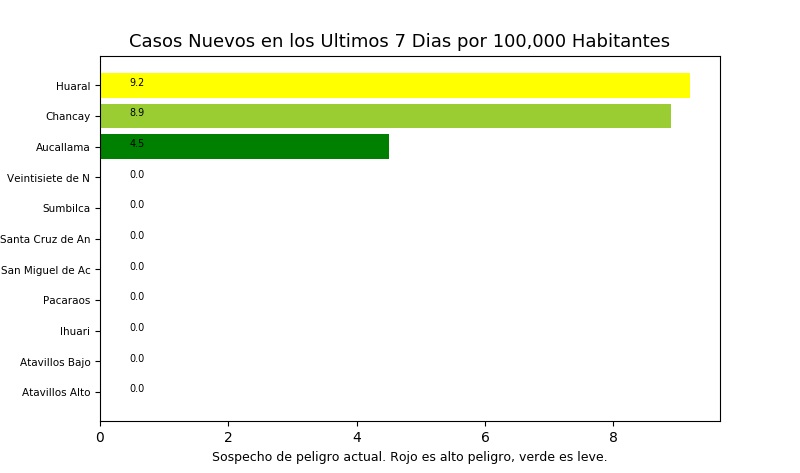 Casos Nuevos en los Ultimos 7 Dias por 100,000 Habitantes
Huaral 9.2
Chancay 8.9
Aucallama 4.5
Veintisiete de N 0.0
Sumbilca 0.0
Santa Cruz de An 0.0
San Miguel de Ac 0.0
Pacaraos 0.0
Ihuari 0.0
Atavillos Bajo 0.0
Atavillos Alto 0.0
0 2 4 6 8
Sospecho de peligro actual. Rojo es alto peligro, verde es leve.